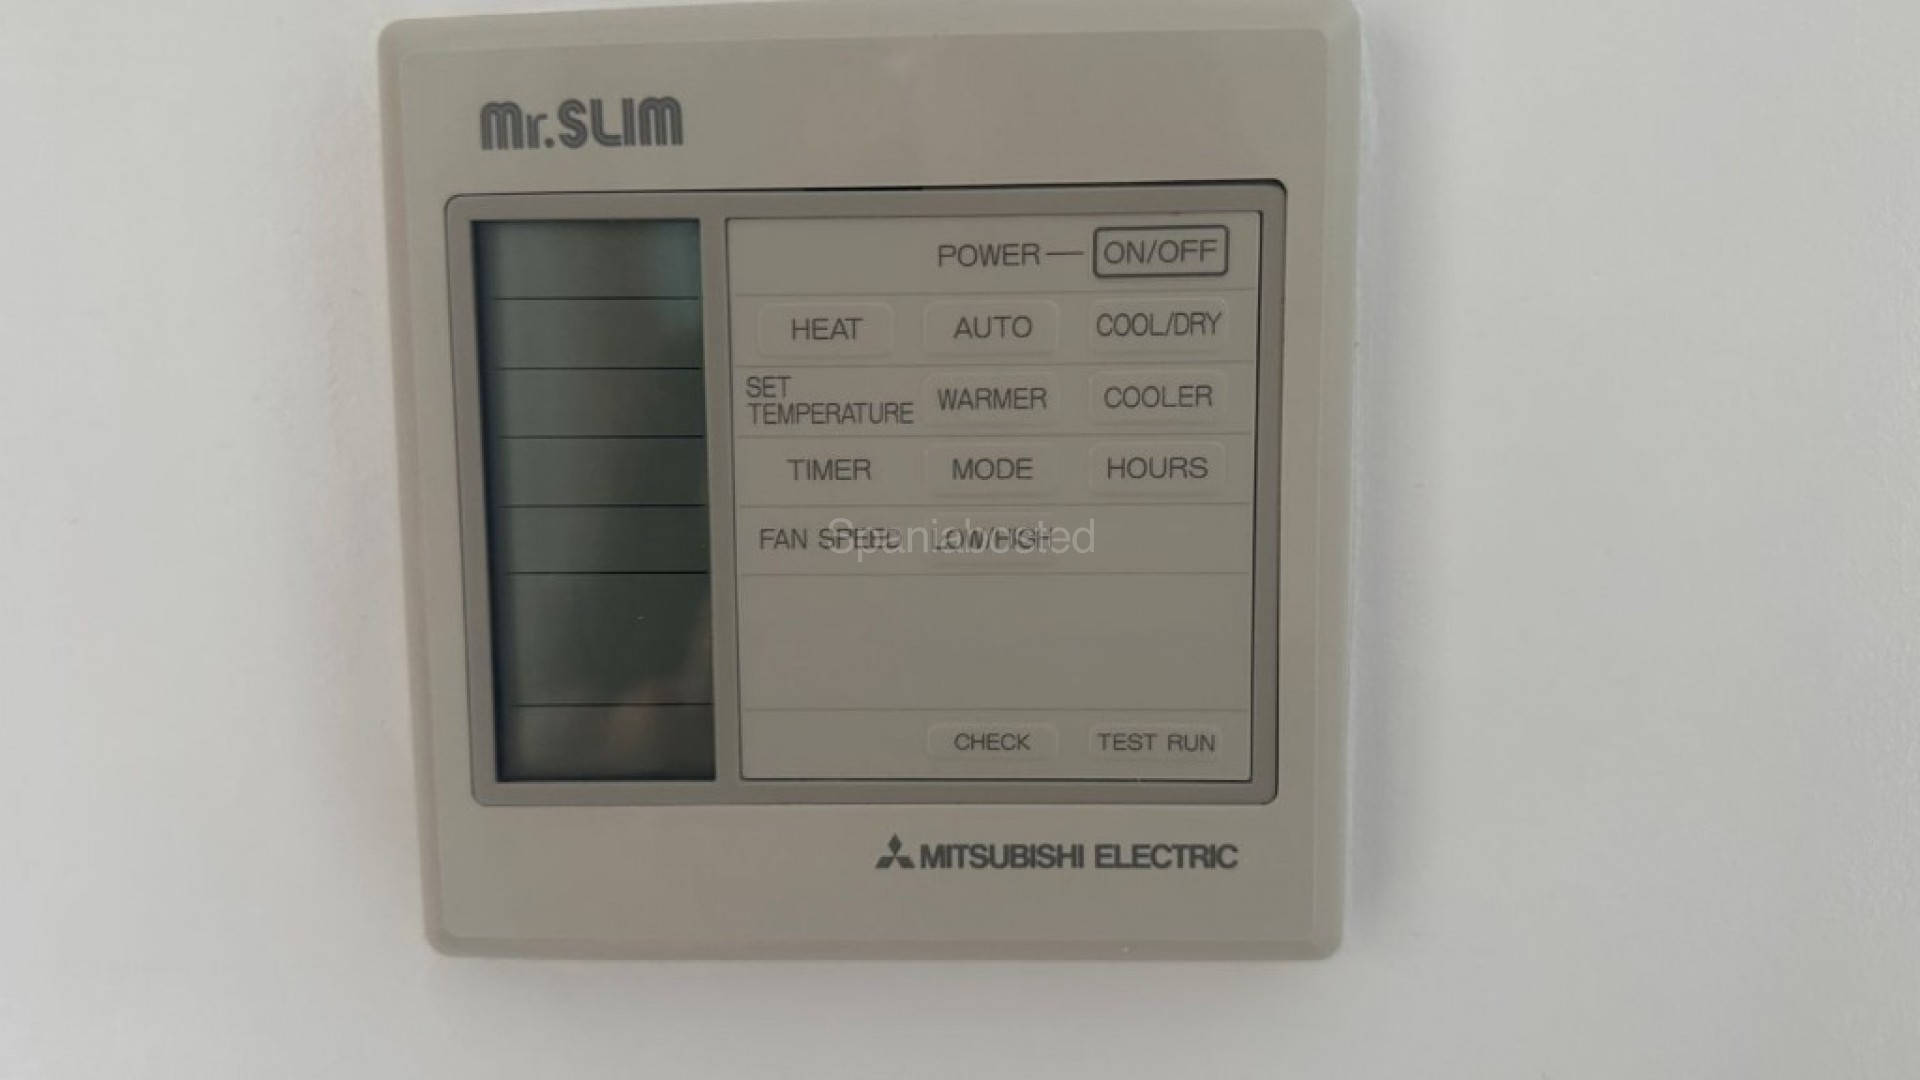 Mr.SLIM
POWER — ON/OFF
HEAT AUTO COOL/DRY
SET TEMPERATURE WARMER COOLER
TIMER MODE HOURS
FAN SPEED LOW/HIGH
Spaniabosted
CHECK TEST RUN
MITSUBISHI ELECTRIC